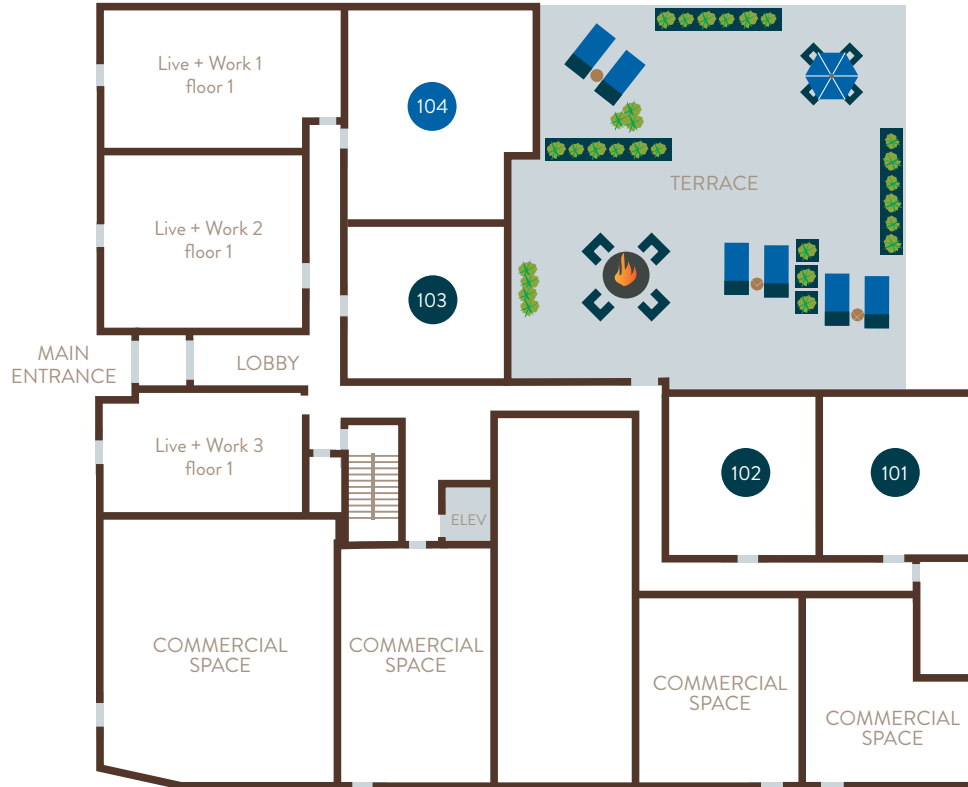 Live + Work 1
floor 1
104
TERRACE
Live + Work 2
floor 1
103
MAIN
ENTRANCE
LOBBY
Live + Work 3
floor 1
102
101
ELEV
COMMERCIAL
SPACE
COMMERCIAL
SPACE
COMMERCIAL
SPACE
COMMERCIAL
SPACE